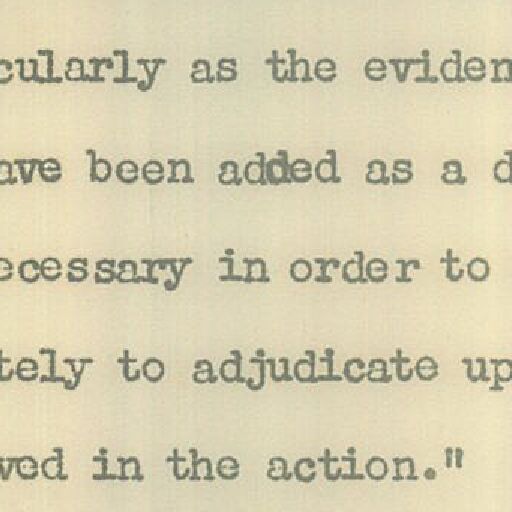 cularly as the eviden
ave been added as a d
ecessary in order to
tely to adjudicate up
ved in the action."